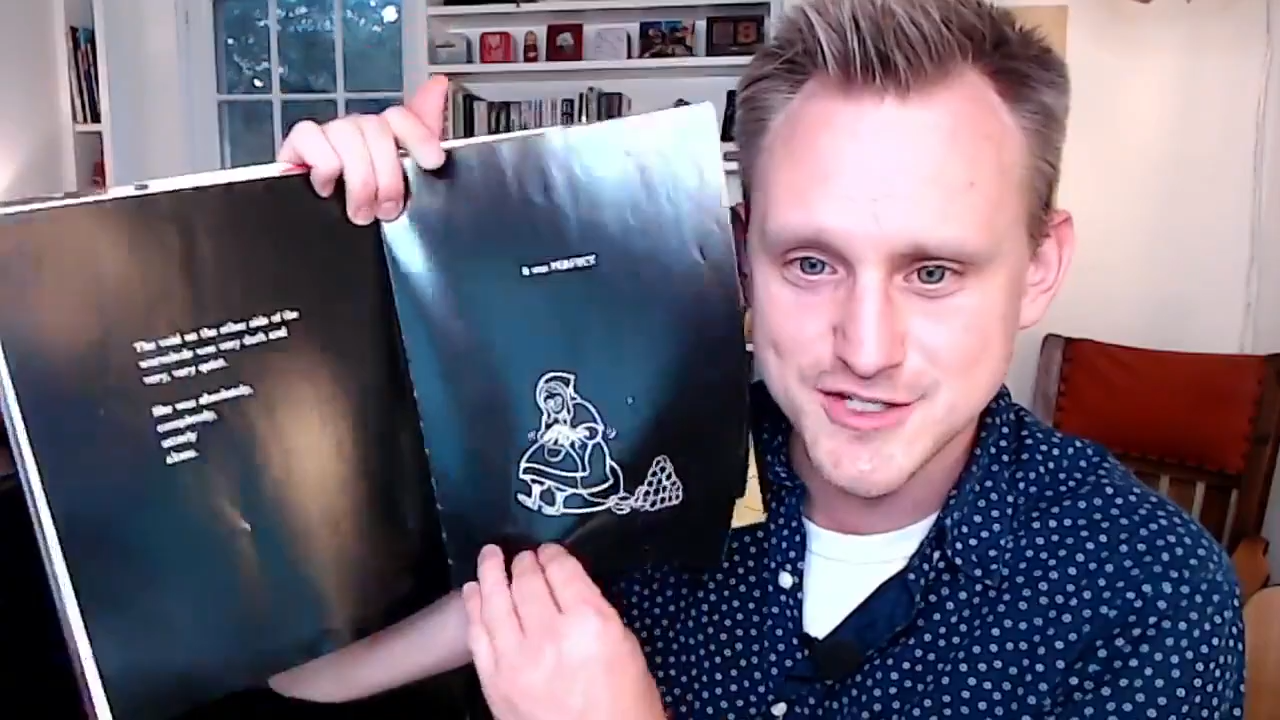 The void on the other side of the
wormhole was very dark and
very, very quiet.
She was absolutely,
completely,
utterly
alone.
It was PERFECT.